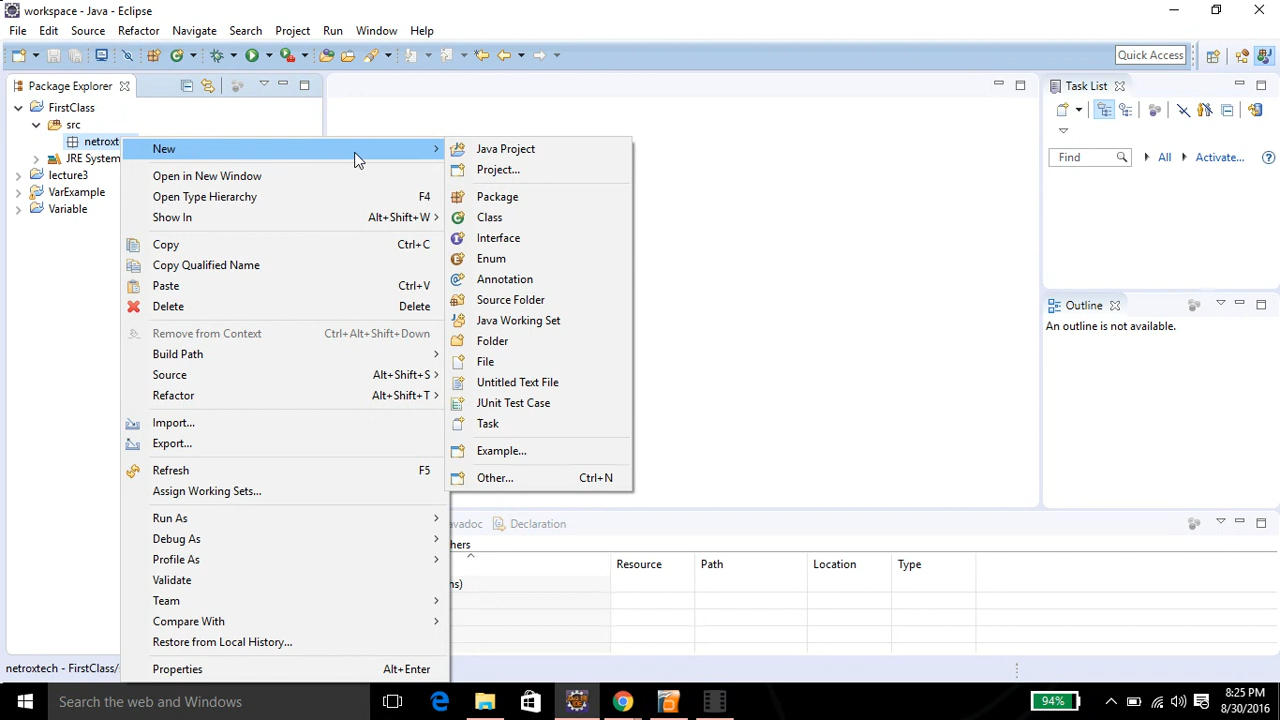 workspace - Java - Eclipse
File Edit Source Refactor Navigate Search Project Run Window Help
Quick Access
Package Explorer
FirstClass
src
netroxt
JRE System
lecture3
VarExample
Variable
New
Open in New Window
Open Type Hierarchy F4
Show In Alt+Shift+W
Copy Ctrl+C
Copy Qualified Name
Paste Ctrl+V
Delete Delete
Remove from Context Ctrl+Alt+Shift+Down
Build Path
Source Alt+Shift+S
Refactor Alt+Shift+T
Import...
Export...
Refresh F5
Assign Working Sets...
Run As
Debug As
Profile As
Validate
Team
Compare With
Restore from Local History...
Properties Alt+Enter
Java Project
Project...
Package
Class
Interface
Enum
Annotation
Source Folder
Java Working Set
Folder
File
Untitled Text File
JUnit Test Case
Task
Example...
Other... Ctrl+N
Task List
Find All Activate...
Outline
An outline is not available.
avadoc Declaration
hers
Resource Path Location Type
ns)
netroxtech - FirstClass/
Search the web and Windows
94%
8:25 PM
8/30/2016